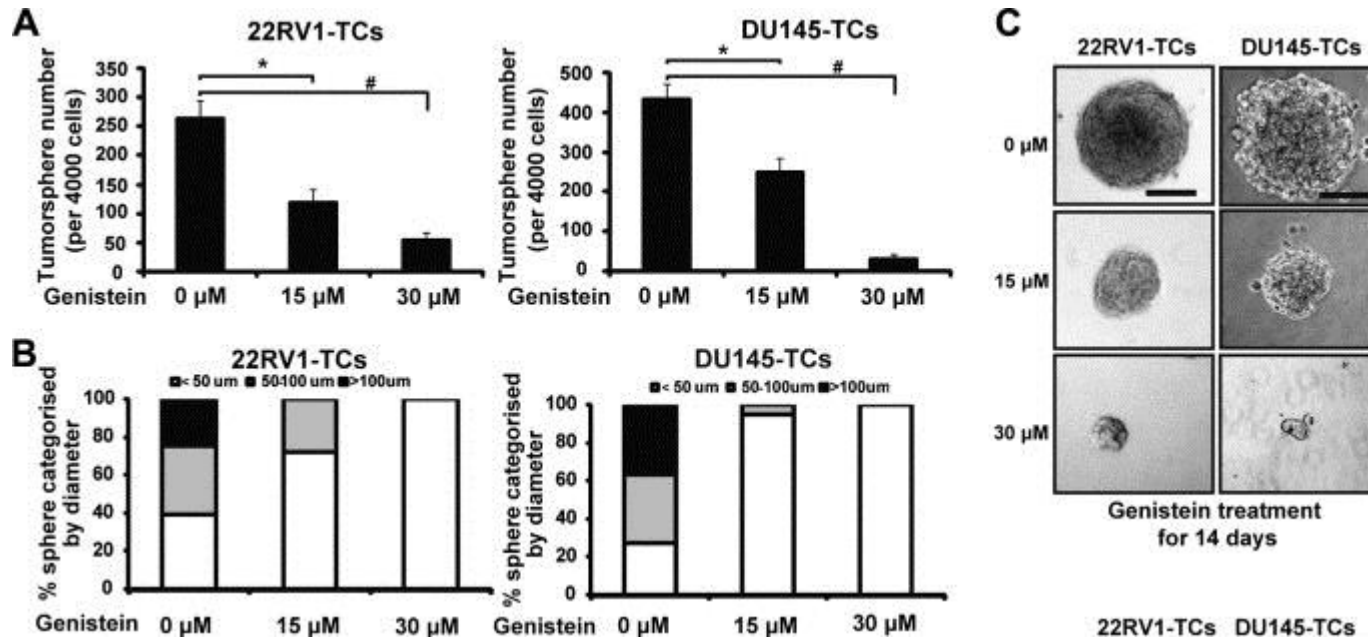 A
22RV1-TCs
Tumorsphere number
(per 4000 cells)
300
250
200
150
100
50
0
*
#
Genistein 0 µM 15 µM 30 µM
DU145-TCs
Tumorsphere number
(per 4000 cells)
500
400
300
200
100
0
*
#
0 µM 15 µM 30 µM
B
22RV1-TCs
< 50 um 50-100 um >100um
% sphere categorised
by diameter
100
80
60
40
20
0
Genistein 0 µM 15 µM 30 µM
DU145-TCs
< 50 um 50-100um >100um
% sphere categorised
by diameter
100
80
60
40
20
0
Genistein 0 µM 15 µM 30 µM
C
22RV1-TCs DU145-TCs
0 µM
15 µM
30 µM
Genistein treatment
for 14 days
22RV1-TCs DU145-TCs